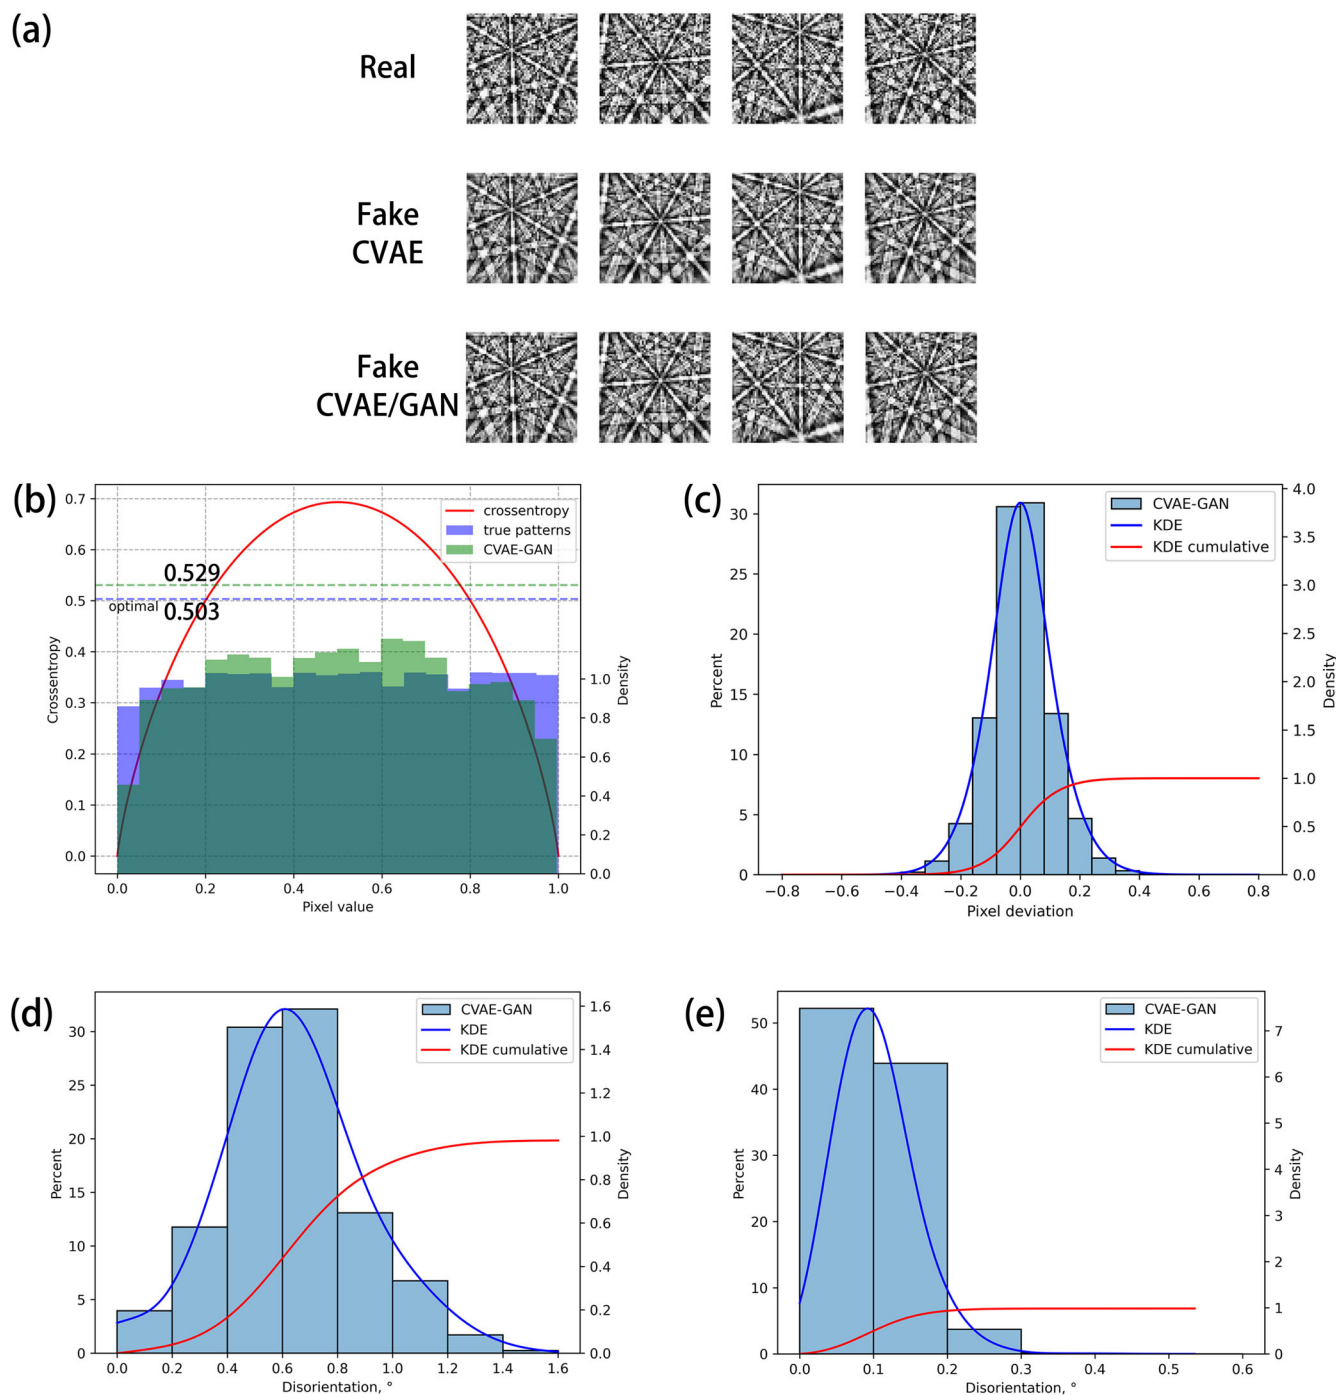 (a)
Real
Fake
CVAE
Fake
CVAE/GAN
(b)
0.7
0.6
0.5
0.4
0.3
0.2
0.1
0.0
Crossentropy
crossentropy
true patterns
CVAE-GAN
0.529
optimal
0.503
1.0
0.8
0.6
0.4
0.2
0.0
Density
0.0 0.2 0.4 0.6 0.8 1.0
Pixel value
(c)
30
25
20
15
10
5
0
Percent
CVAE-GAN
KDE
KDE cumulative
4.0
3.5
3.0
2.5
2.0
1.5
1.0
0.5
0.0
Density
−0.8 −0.6 −0.4 −0.2 0.0 0.2 0.4 0.6 0.8
Pixel deviation
(d)
30
25
20
15
10
5
0
Percent
CVAE-GAN
KDE
KDE cumulative
1.6
1.4
1.2
1.0
0.8
0.6
0.4
0.2
0.0
Density
0.0 0.2 0.4 0.6 0.8 1.0 1.2 1.4 1.6
Disorientation, °
(e)
50
40
30
20
10
0
Percent
CVAE-GAN
KDE
KDE cumulative
7
6
5
4
3
2
1
0
Density
0.0 0.1 0.2 0.3 0.4 0.5 0.6
Disorientation, °